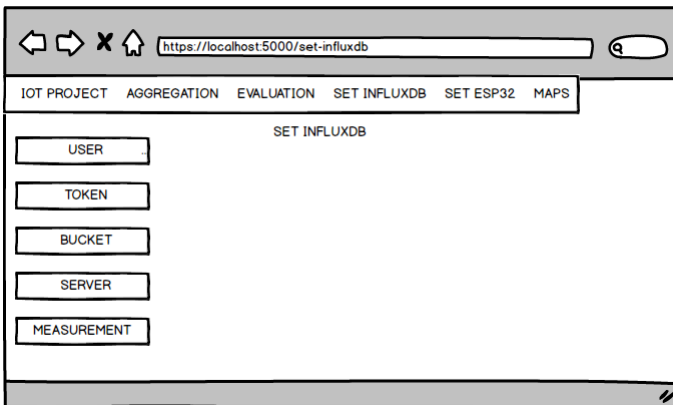 https://localhost:5000/set-influxdb
IOT PROJECT AGGREGATION EVALUATION SET INFLUXDB SET ESP32 MAPS
SET INFLUXDB
USER
TOKEN
BUCKET
SERVER
MEASUREMENT